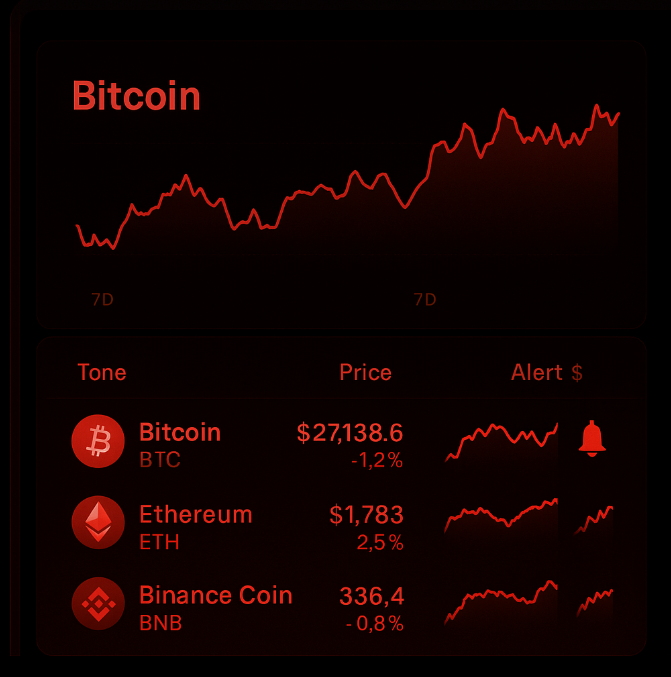 Bitcoin
7D 7D
Tone Price Alert $
Bitcoin $27,138.6
BTC -1,2%
Ethereum $1,783
ETH 2,5%
Binance Coin 336,4
BNB -0,8%